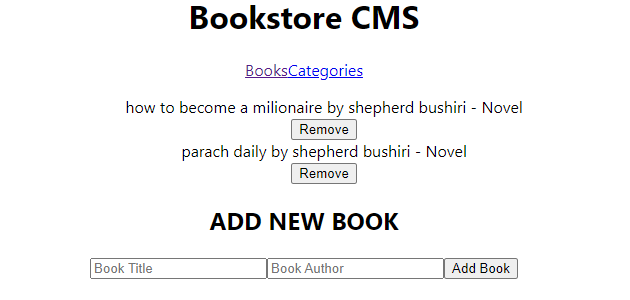 Bookstore CMS
BooksCategories
how to become a milionaire by shepherd bushiri - Novel
Remove
parach daily by shepherd bushiri - Novel
Remove
ADD NEW BOOK
Book Title Book Author Add Book